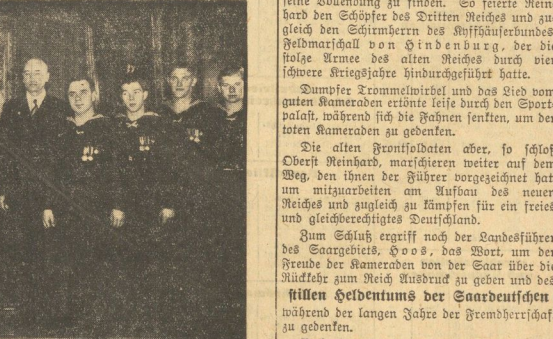 seine Vollendung zu finden. So feierte Rein
hard den Schöpfer des Dritten Reiches und zu
gleich den Schirmherrn des Kyffhäuserbundes
Feldmarschall von Hindenburg, der die
stolze Armee des alten Reiches durch vier
schwere Kriegsjahre hindurchgeführt hatte.
Dumpfer Trommelwirbel und das Lied vom
guten Kameraden ertönte leise durch den Sport
palast, während sich die Fahnen senkten, um der
toten Kameraden zu gedenken.
Die alten Frontsoldaten aber, so schloß
Oberst Reinhard, marschieren weiter auf dem
Weg, den ihnen der Führer vorgezeichnet hat
um mitzuarbeiten am Aufbau des neuen
Reiches und zugleich zu kämpfen für ein freies
und gleichberechtigtes Deutschland.
Zum Schluß ergriff noch der Landesführer
des Saargebiets, Hoos, das Wort, um der
Freude der Kameraden von der Saar über die
Rückkehr zum Reich Ausdruck zu geben und des
stillen Heldentums der Saardeutschen
während der langen Jahre der Fremdherrschaf
zu gedenken.